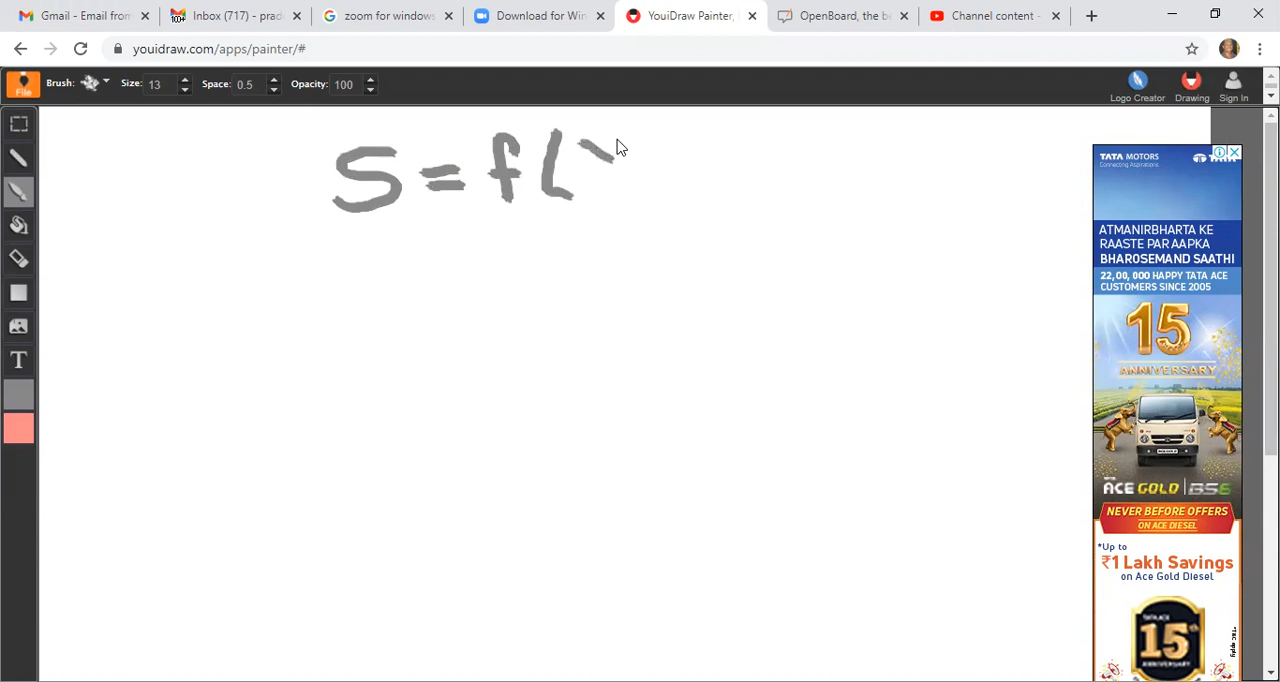 Gmail - Email from
Inbox (717) - prad
zoom for windows
Download for Win
YouiDraw Painter,
OpenBoard, the be
Channel content -
youidraw.com/apps/painter/#
File
Brush:
Size: 13
Space: 0.5
Opacity: 100
Logo Creator
Drawing
Sign In
T
S = f (
TATA MOTORS
Connecting Aspirations
ATMANIRBHARTA KE
RAASTE PAR AAPKA
BHAROSEMAND SAATHI
22,00,000 HAPPY TATA ACE
CUSTOMERS SINCE 2005
15
ANNIVERSARY
ACE GOLD | BS6
NEVER BEFORE OFFERS
ON ACE DIESEL
*Up to
₹1 Lakh Savings
on Ace Gold Diesel
15
ANNIVERSARY
*T&C apply